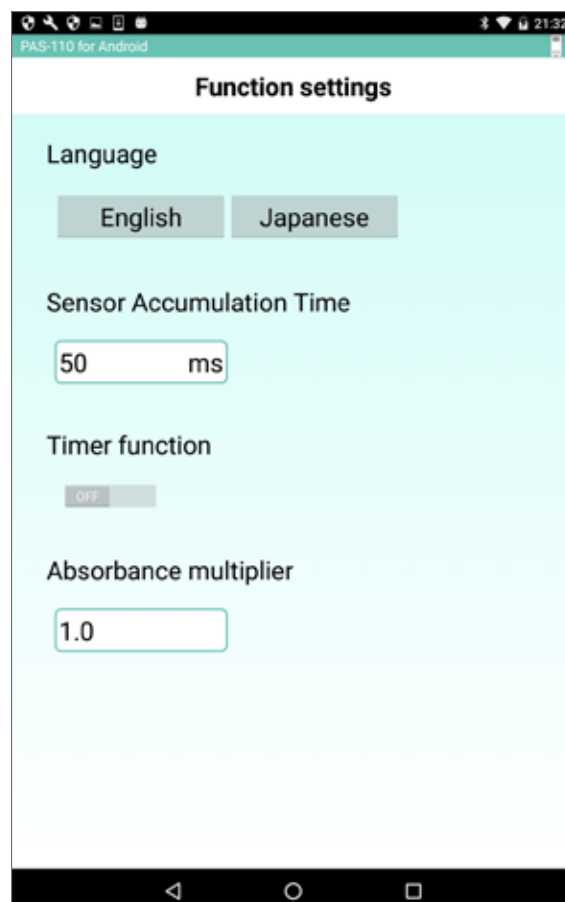 21:32
PAS-110 for Android
Function settings
Language
English Japanese
Sensor Accumulation Time
50 ms
Timer function
OFF
Absorbance multiplier
1.0